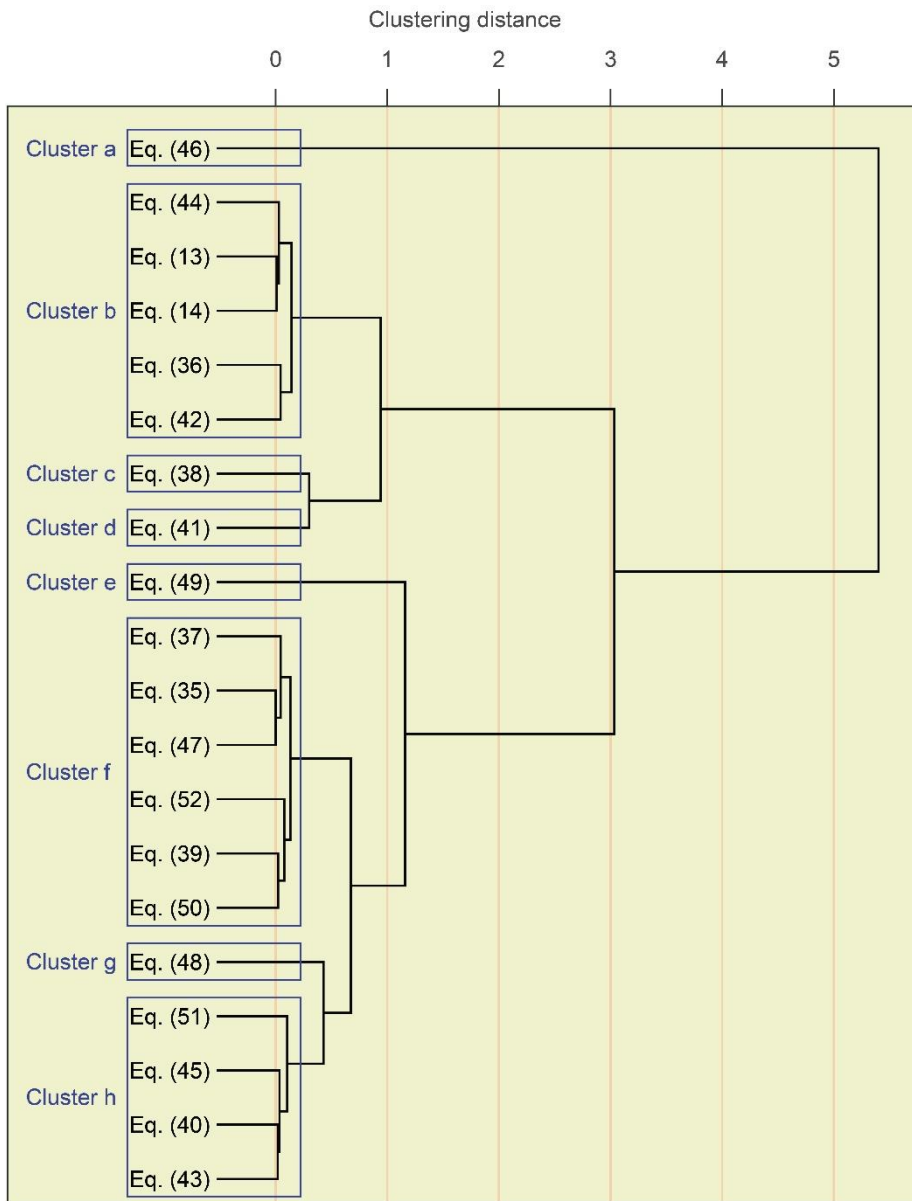 Clustering distance
0 1 2 3 4 5
Cluster a Eq. (46)
Eq. (44)
Eq. (13)
Cluster b Eq. (14)
Eq. (36)
Eq. (42)
Cluster c Eq. (38)
Cluster d Eq. (41)
Cluster e Eq. (49)
Eq. (37)
Eq. (35)
Eq. (47)
Cluster f
Eq. (52)
Eq. (39)
Eq. (50)
Cluster g Eq. (48)
Eq. (51)
Eq. (45)
Cluster h
Eq. (40)
Eq. (43)